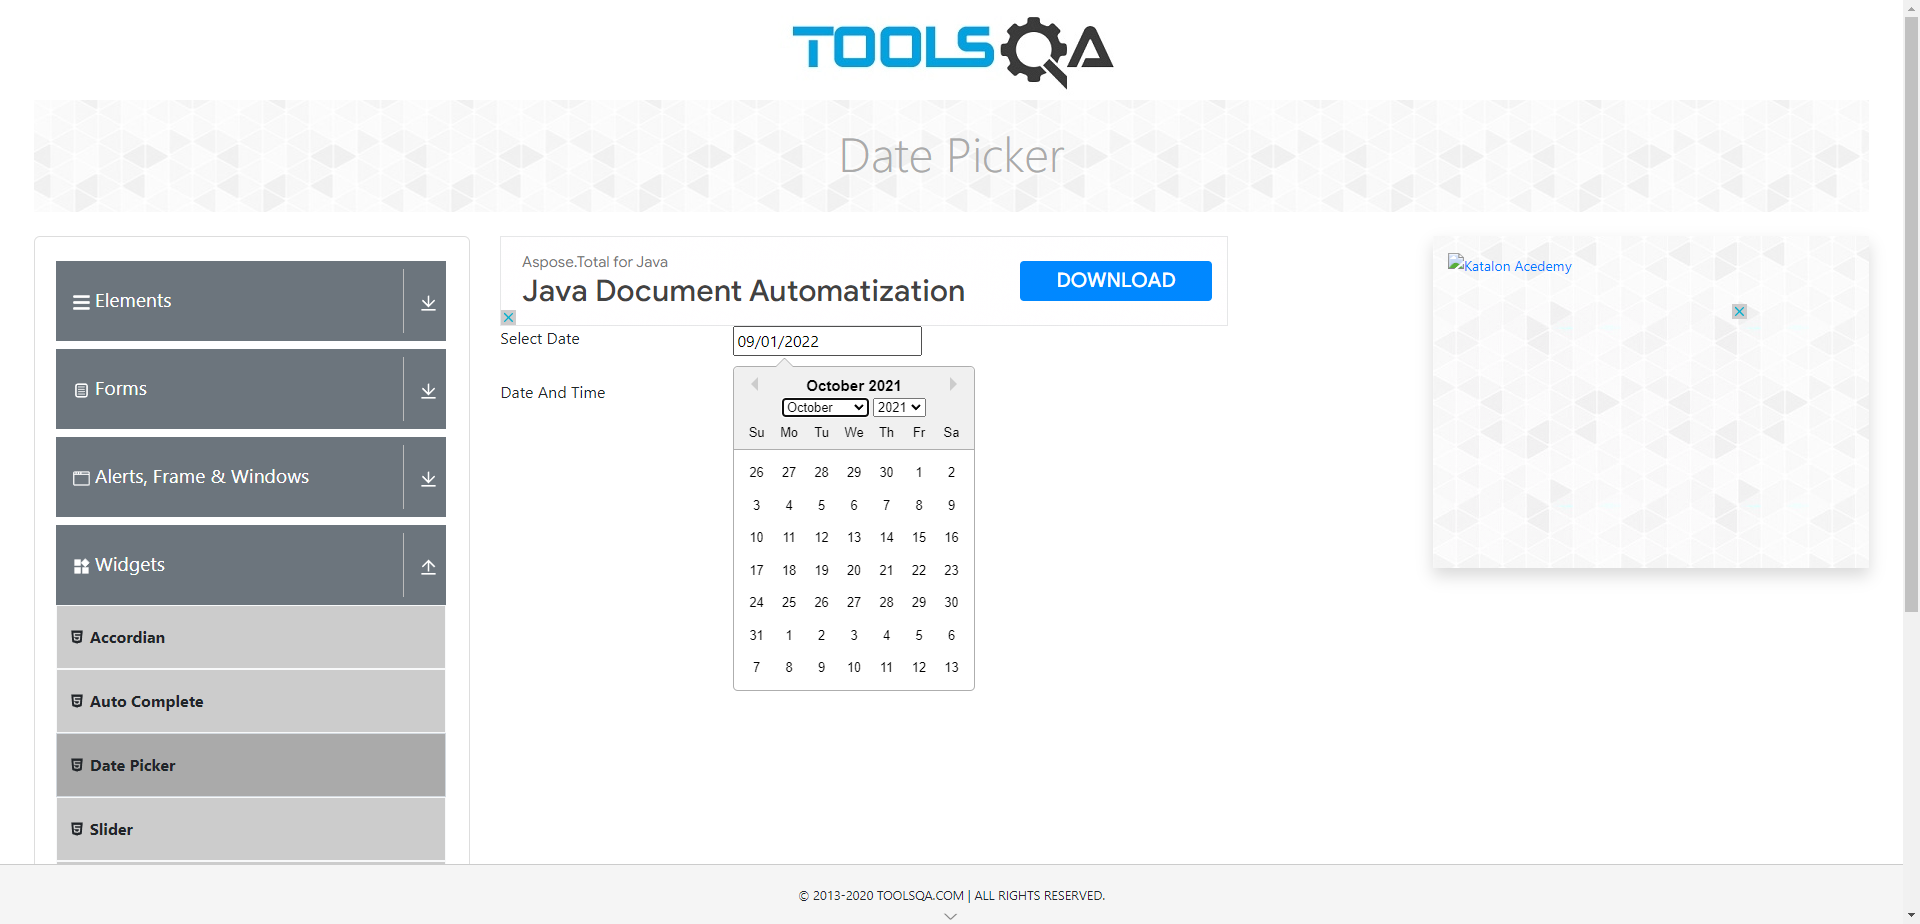 TOOLSQA
Date Picker
Elements
Forms
Alerts, Frame & Windows
Widgets
Accordian
Auto Complete
Date Picker
Slider
Aspose.Total for Java
Java Document Automatization
DOWNLOAD
Select Date
09/01/2022
October 2021
October 2021
Su Mo Tu We Th Fr Sa
26 27 28 29 30 1 2
3 4 5 6 7 8 9
10 11 12 13 14 15 16
17 18 19 20 21 22 23
24 25 26 27 28 29 30
31 1 2 3 4 5 6
7 8 9 10 11 12 13
Date And Time
Katalon Acedemy
© 2013-2020 TOOLSQA.COM | ALL RIGHTS RESERVED.